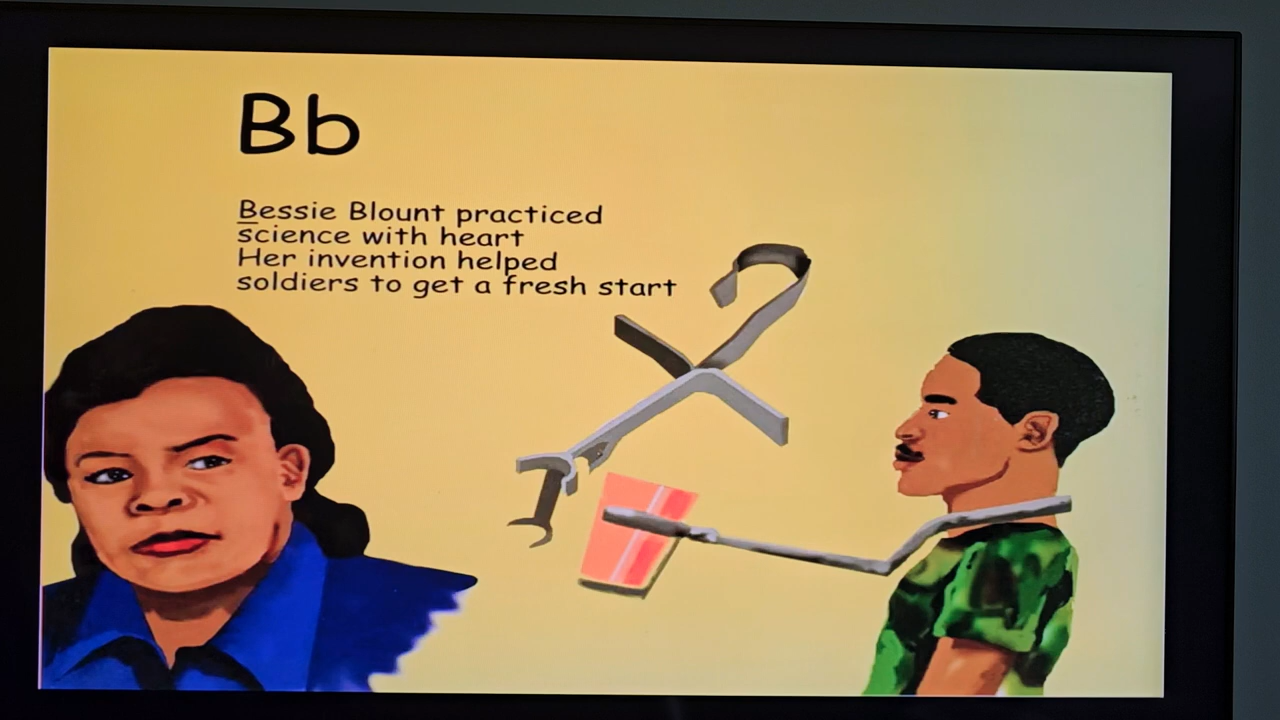 Bb
Bessie Blount practiced
science with heart
Her invention helped
soldiers to get a fresh start